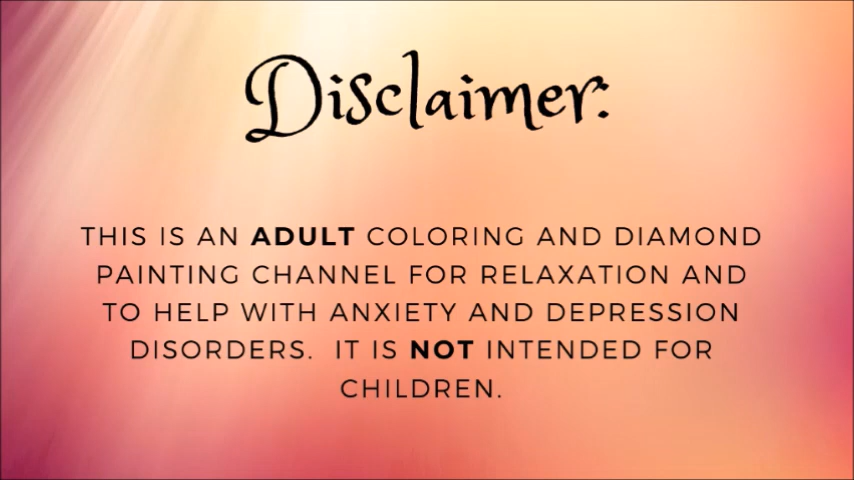 Disclaimer:
THIS IS AN ADULT COLORING AND DIAMOND
PAINTING CHANNEL FOR RELAXATION AND
TO HELP WITH ANXIETY AND DEPRESSION
DISORDERS.  IT IS NOT INTENDED FOR
CHILDREN.